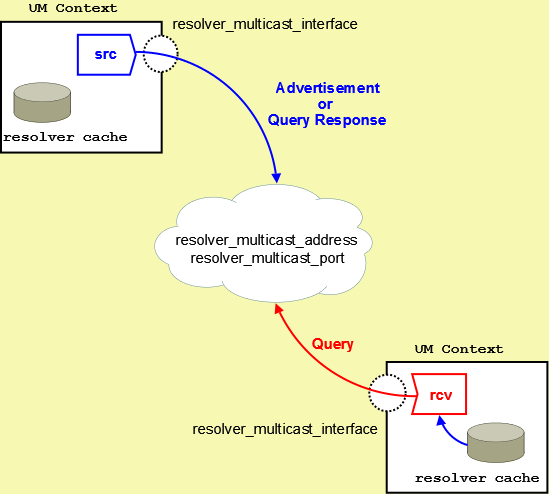 UM Context
resolver_multicast_interface
src
resolver cache
Advertisement
or
Query Response
resolver_multicast_address
resolver_multicast_port
Query
UM Context
rcv
resolver_multicast_interface
resolver cache